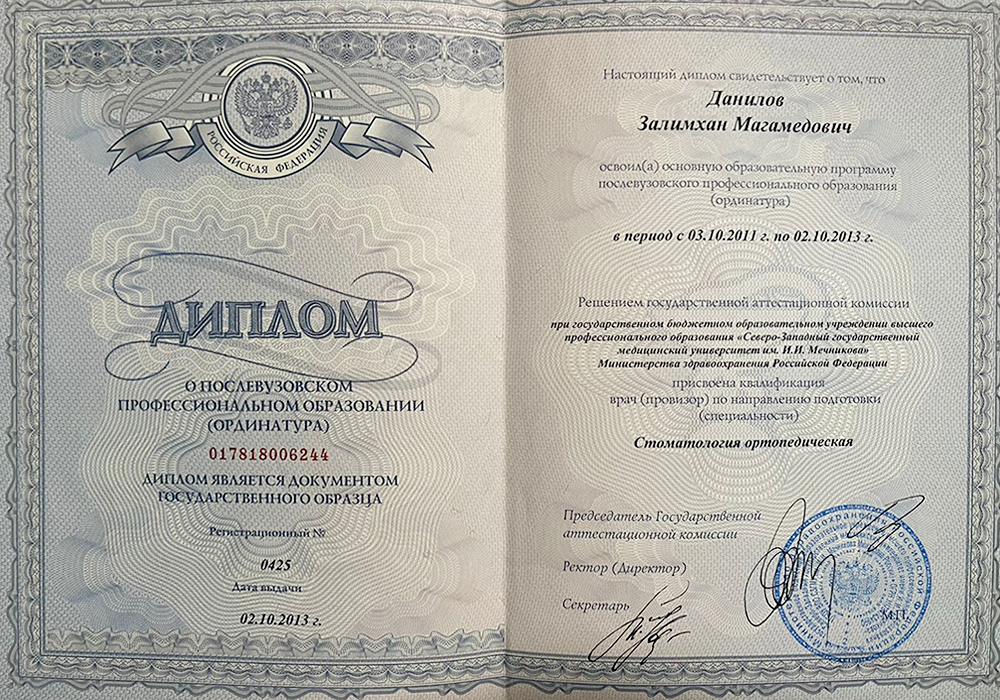 РОССИЙСКАЯ ФЕДЕРАЦИЯ
ДИПЛОМ
О ПОСЛЕВУЗОВСКОМ
ПРОФЕССИОНАЛЬНОМ ОБРАЗОВАНИИ
(ОРДИНАТУРА)
017818006244
ДИПЛОМ ЯВЛЯЕТСЯ ДОКУМЕНТОМ
ГОСУДАРСТВЕННОГО ОБРАЗЦА
Регистрационный №
0425
Дата выдачи
02.10.2013 г.
Настоящий диплом свидетельствует о том, что
Данилов
Залимхан Магамедович
освоил(а) основную образовательную программу
послевузовского профессионального образования
(ординатура)
в период с 03.10.2011 г. по 02.10.2013 г.
Решением государственной аттестационной комиссии
при государственном бюджетном образовательном учреждении высшего
профессионального образования «Северо-Западный государственный
медицинский университет им. И.И. Мечникова»
Министерства здравоохранения Российской Федерации
присвоена квалификация
врач (провизор) по направлению подготовки
(специальности)
Стоматология ортопедическая
Председатель Государственной
аттестационной комиссии
Ректор (Директор)
Секретарь
М.П.